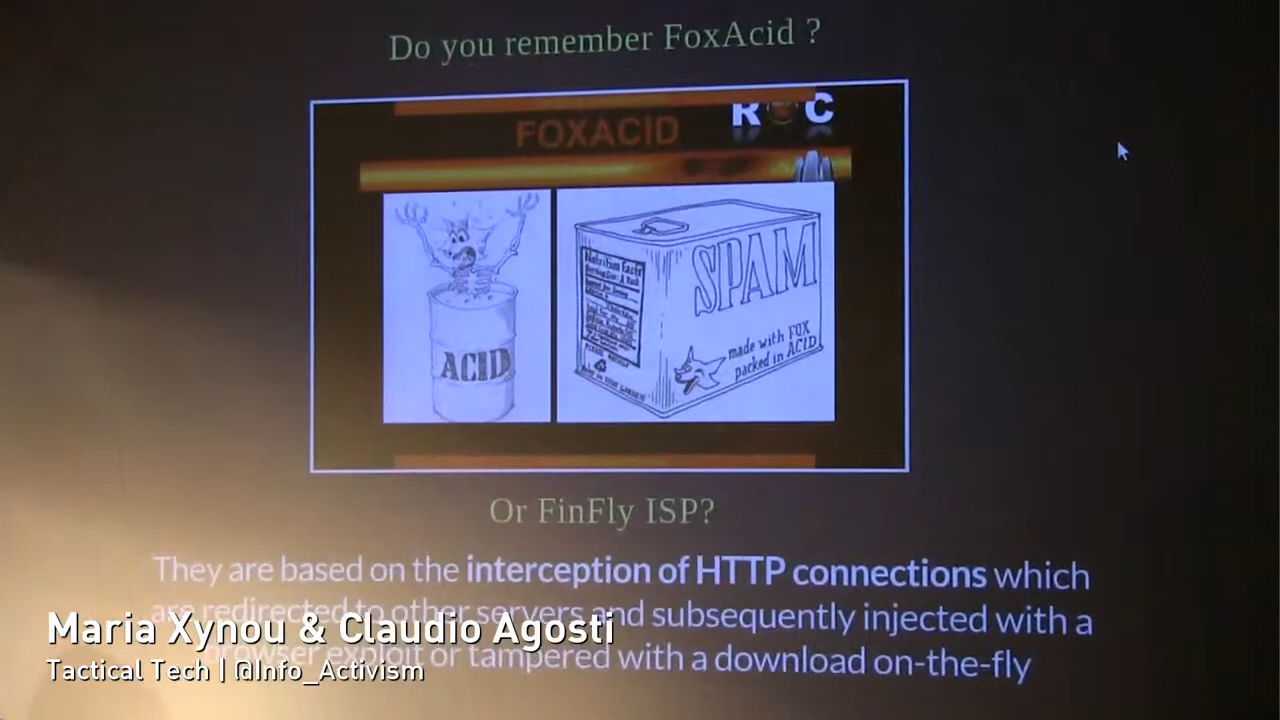 Do you remember FoxAcid ?
R C
FOXACID
SPAM
Nutrition Facts
made with FOX
packed in ACID
ACID
Or FinFly ISP?
They are based on the interception of HTTP connections which
are redirected to other servers and subsequently injected with a
browser exploit or tampered with a download on-the-fly
Maria Xynou & Claudio Agosti
Tactical Tech | @Info_Activism